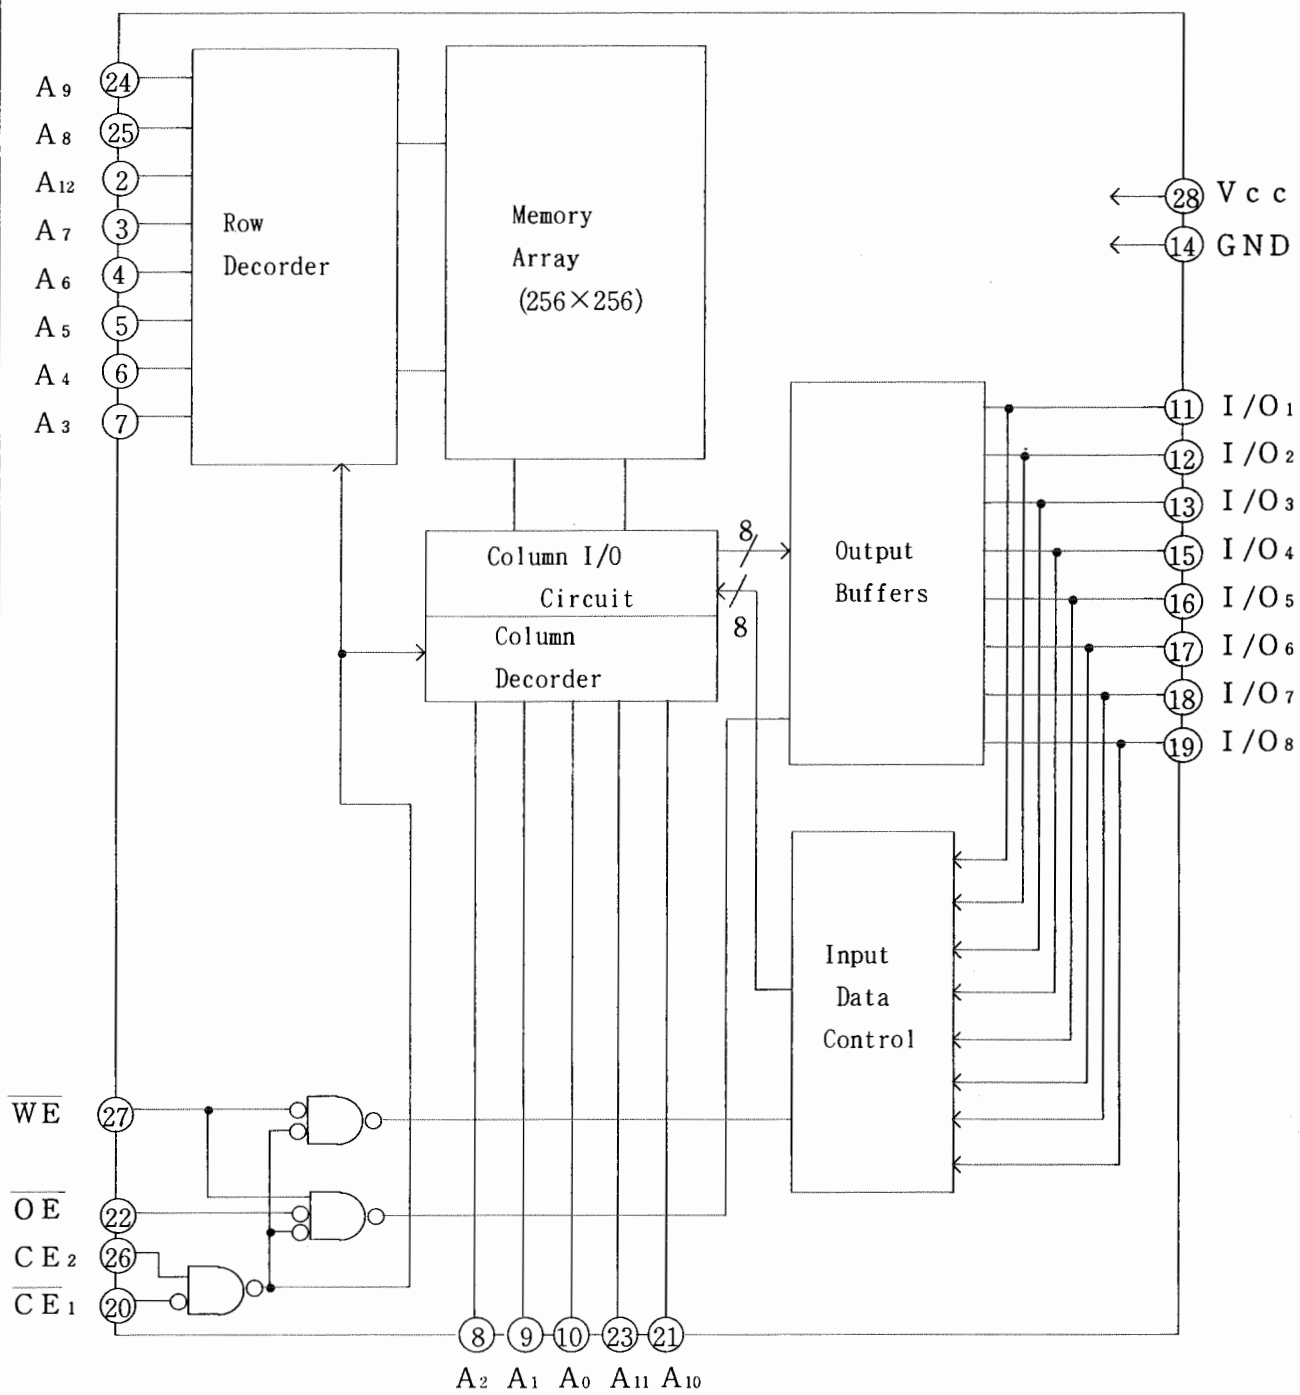 A9 24
A8 25
A12 2
A7 3
A6 4
A5 5
A4 6
A3 7
Row
Decorder
Memory
Array
(256×256)
28 Vcc
14 GND
Column I/O
Circuit
Column
Decorder
8
8
Output
Buffers
11 I/O1
12 I/O2
13 I/O3
15 I/O4
16 I/O5
17 I/O6
18 I/O7
19 I/O8
Input
Data
Control
W̅E̅ 27
O̅E̅ 22
CE2 26
C̅E̅1 20
8 9 10 23 21
A2 A1 A0 A11 A10